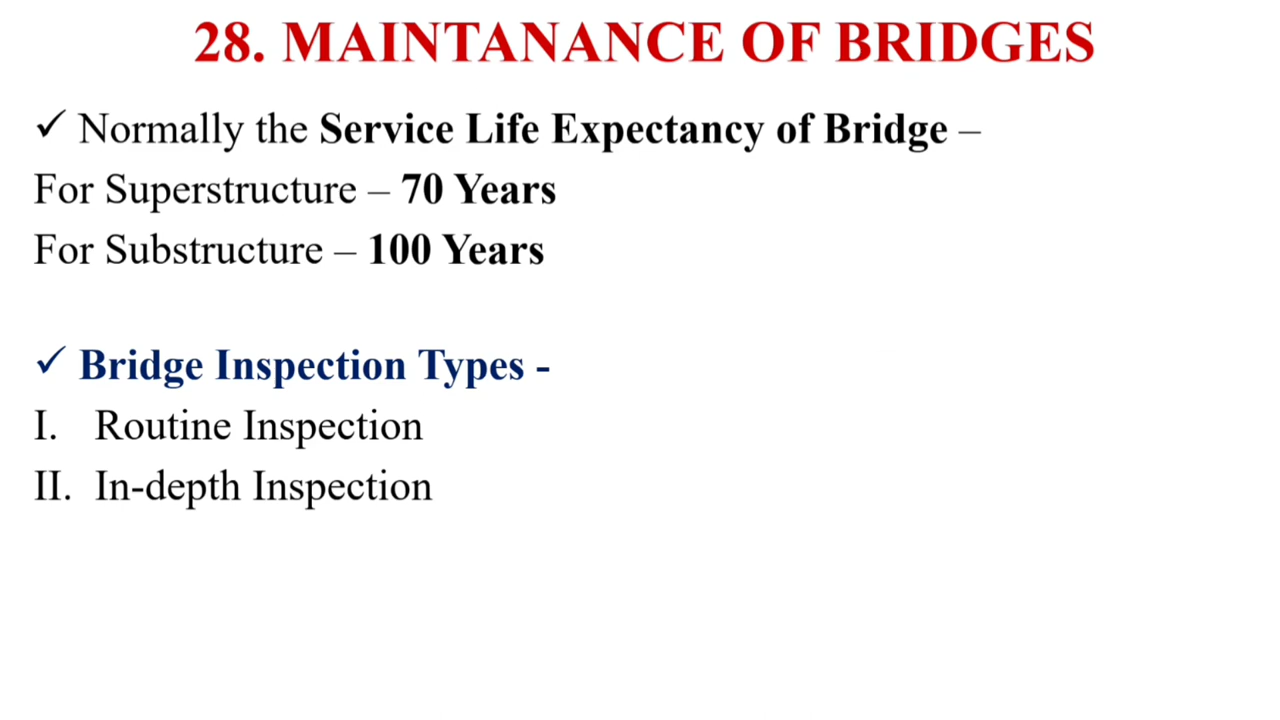 28. MAINTANANCE OF BRIDGES
✓ Normally the Service Life Expectancy of Bridge –
For Superstructure – 70 Years
For Substructure – 100 Years
✓ Bridge Inspection Types -
I. Routine Inspection
II. In-depth Inspection